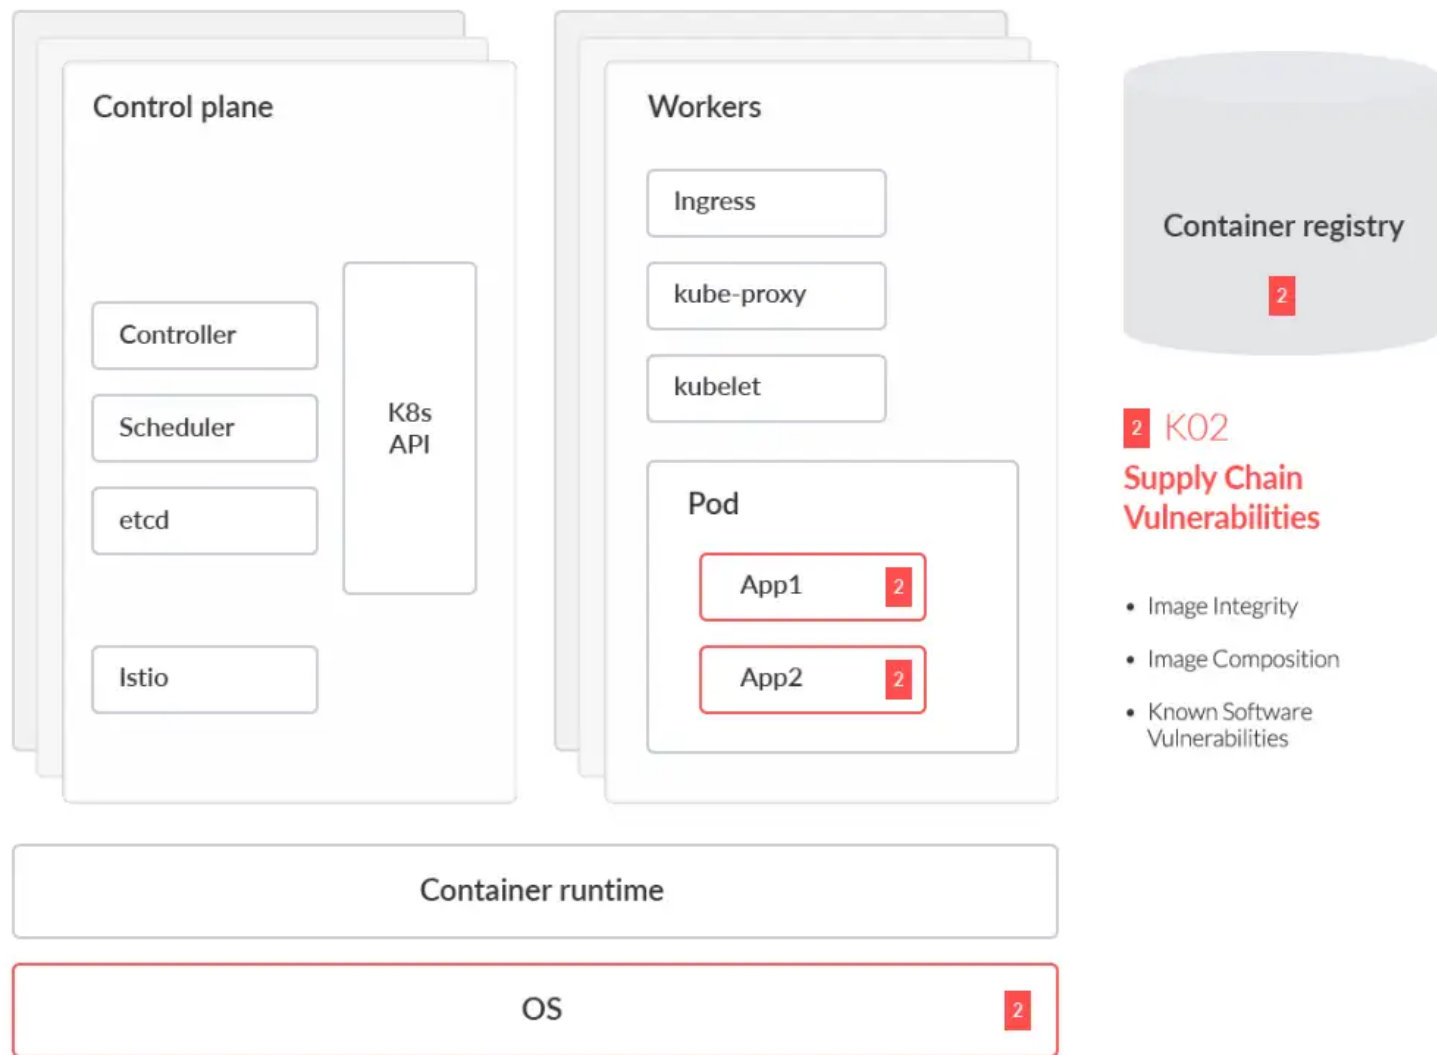 Control plane
Controller
Scheduler
etcd
Istio
K8s
API
Workers
Ingress
kube-proxy
kubelet
Pod
App1
2
App2
2
Container registry
2
2 K02
Supply Chain
Vulnerabilities
• Image Integrity
• Image Composition
• Known Software
Vulnerabilities
Container runtime
OS
2